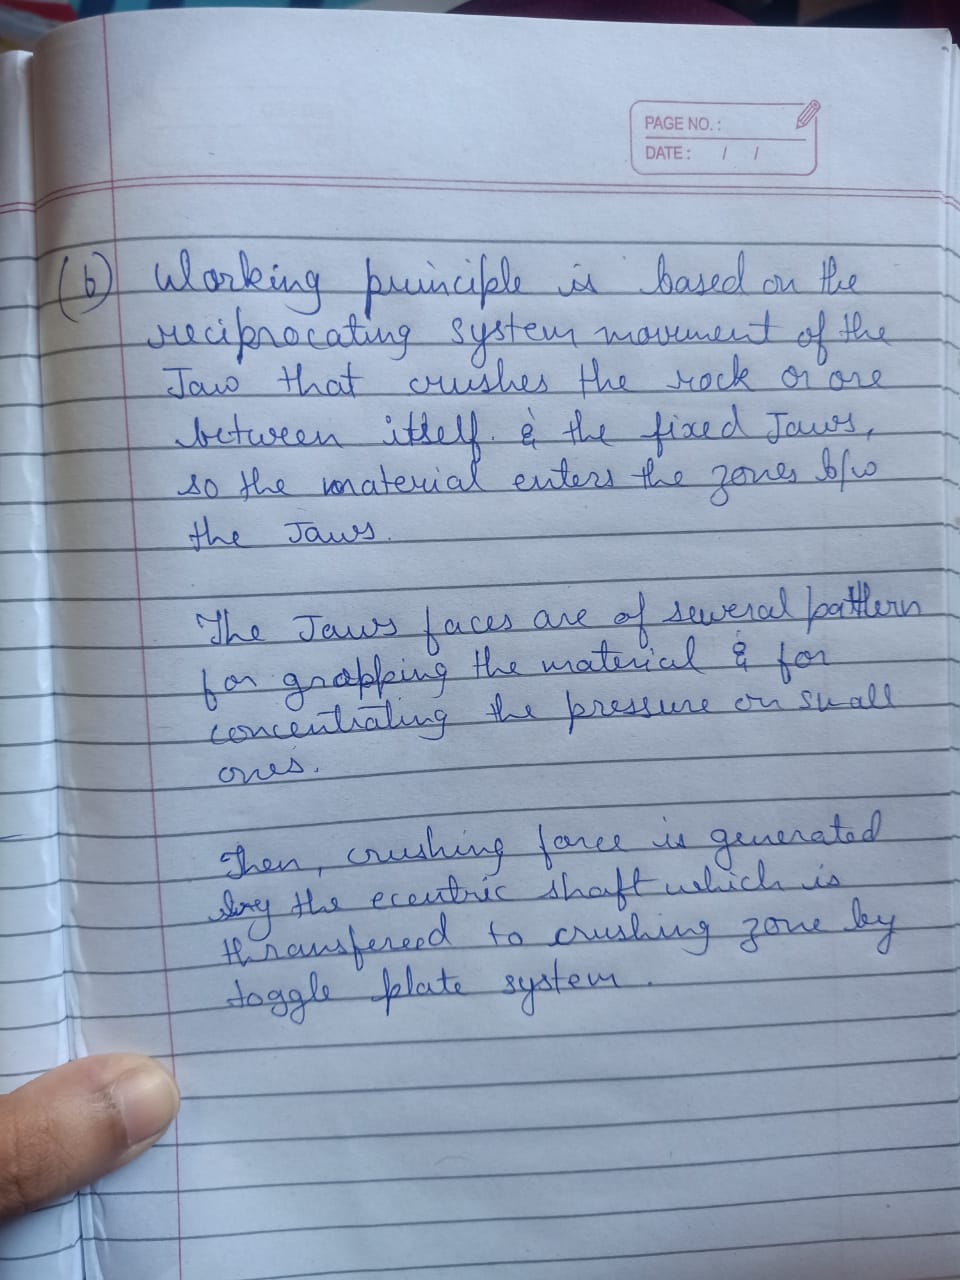 PAGE NO. :
DATE : / /
(b) Working principle is based on the
reciprocating system movement of the
Jaw that crushes the rock or ore
between itself & the fixed Jaws,
so the material enters the zones b/w
the Jaws.
The Jaws faces are of several pattern
for grapping the material & for
concentrating the pressure on small
ones.
Then, crushing force is generated
by the ecentric shaft which is
thransfereed to crushing zone by
toggle plate system.